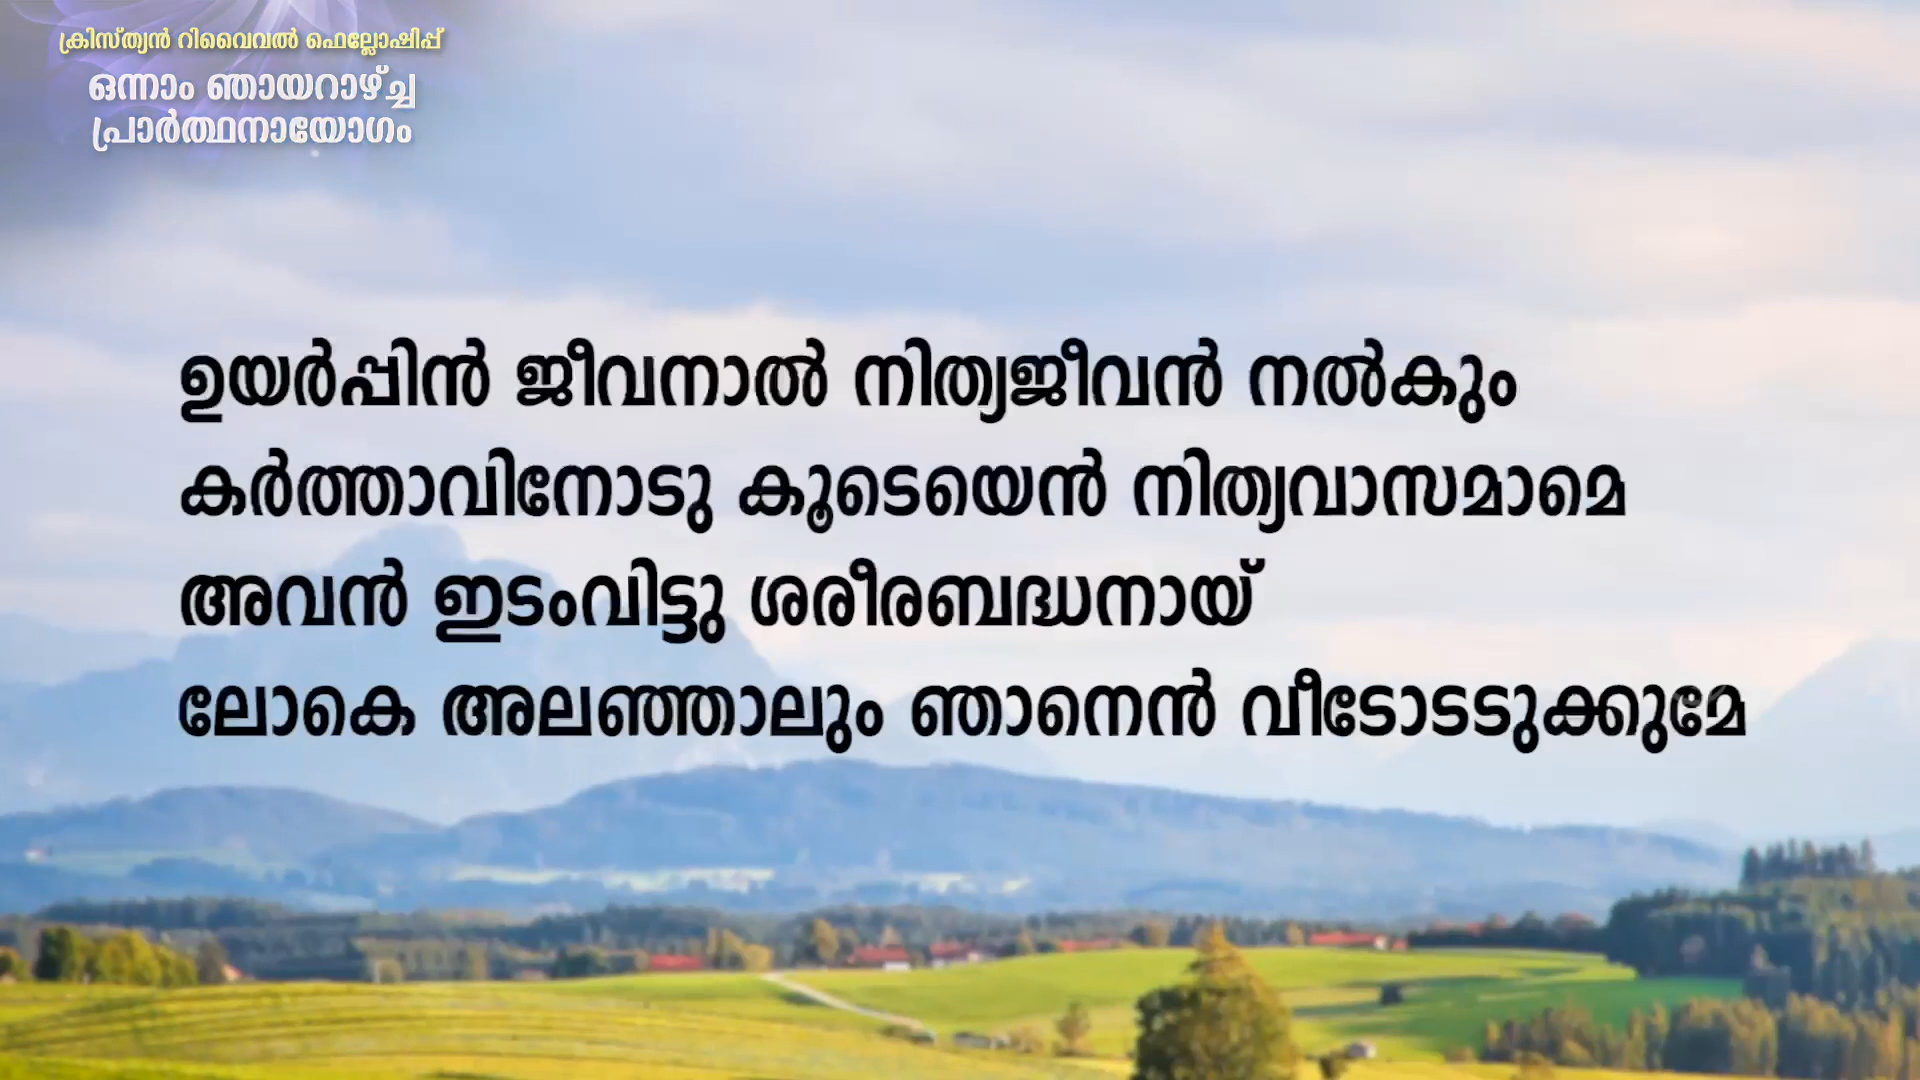 ക്രിസ്ത്യൻ റിവൈവൽ ഫെല്ലോഷിപ്പ്
ഒന്നാം ഞായറാഴ്ച്ച
പ്രാർത്ഥനായോഗം
ഉയർപ്പിൻ ജീവനാൽ നിത്യജീവൻ നൽകും
കർത്താവിനോടു കൂടെയെൻ നിത്യവാസമാമെ
അവൻ ഇടംവിട്ടു ശരീരബദ്ധനായ്
ലോകെ അലഞ്ഞാലും ഞാനെൻ വീടോടടുക്കുമേ